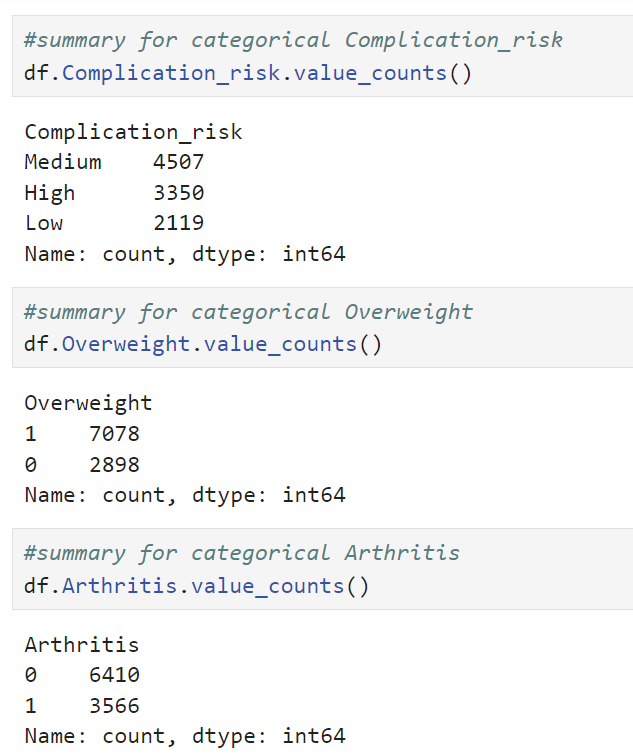 #summary for categorical Complication_risk
df.Complication_risk.value_counts()
Complication_risk
Medium    4507
High      3350
Low       2119
Name: count, dtype: int64
#summary for categorical Overweight
df.Overweight.value_counts()
Overweight
1    7078
0    2898
Name: count, dtype: int64
#summary for categorical Arthritis
df.Arthritis.value_counts()
Arthritis
0    6410
1    3566
Name: count, dtype: int64